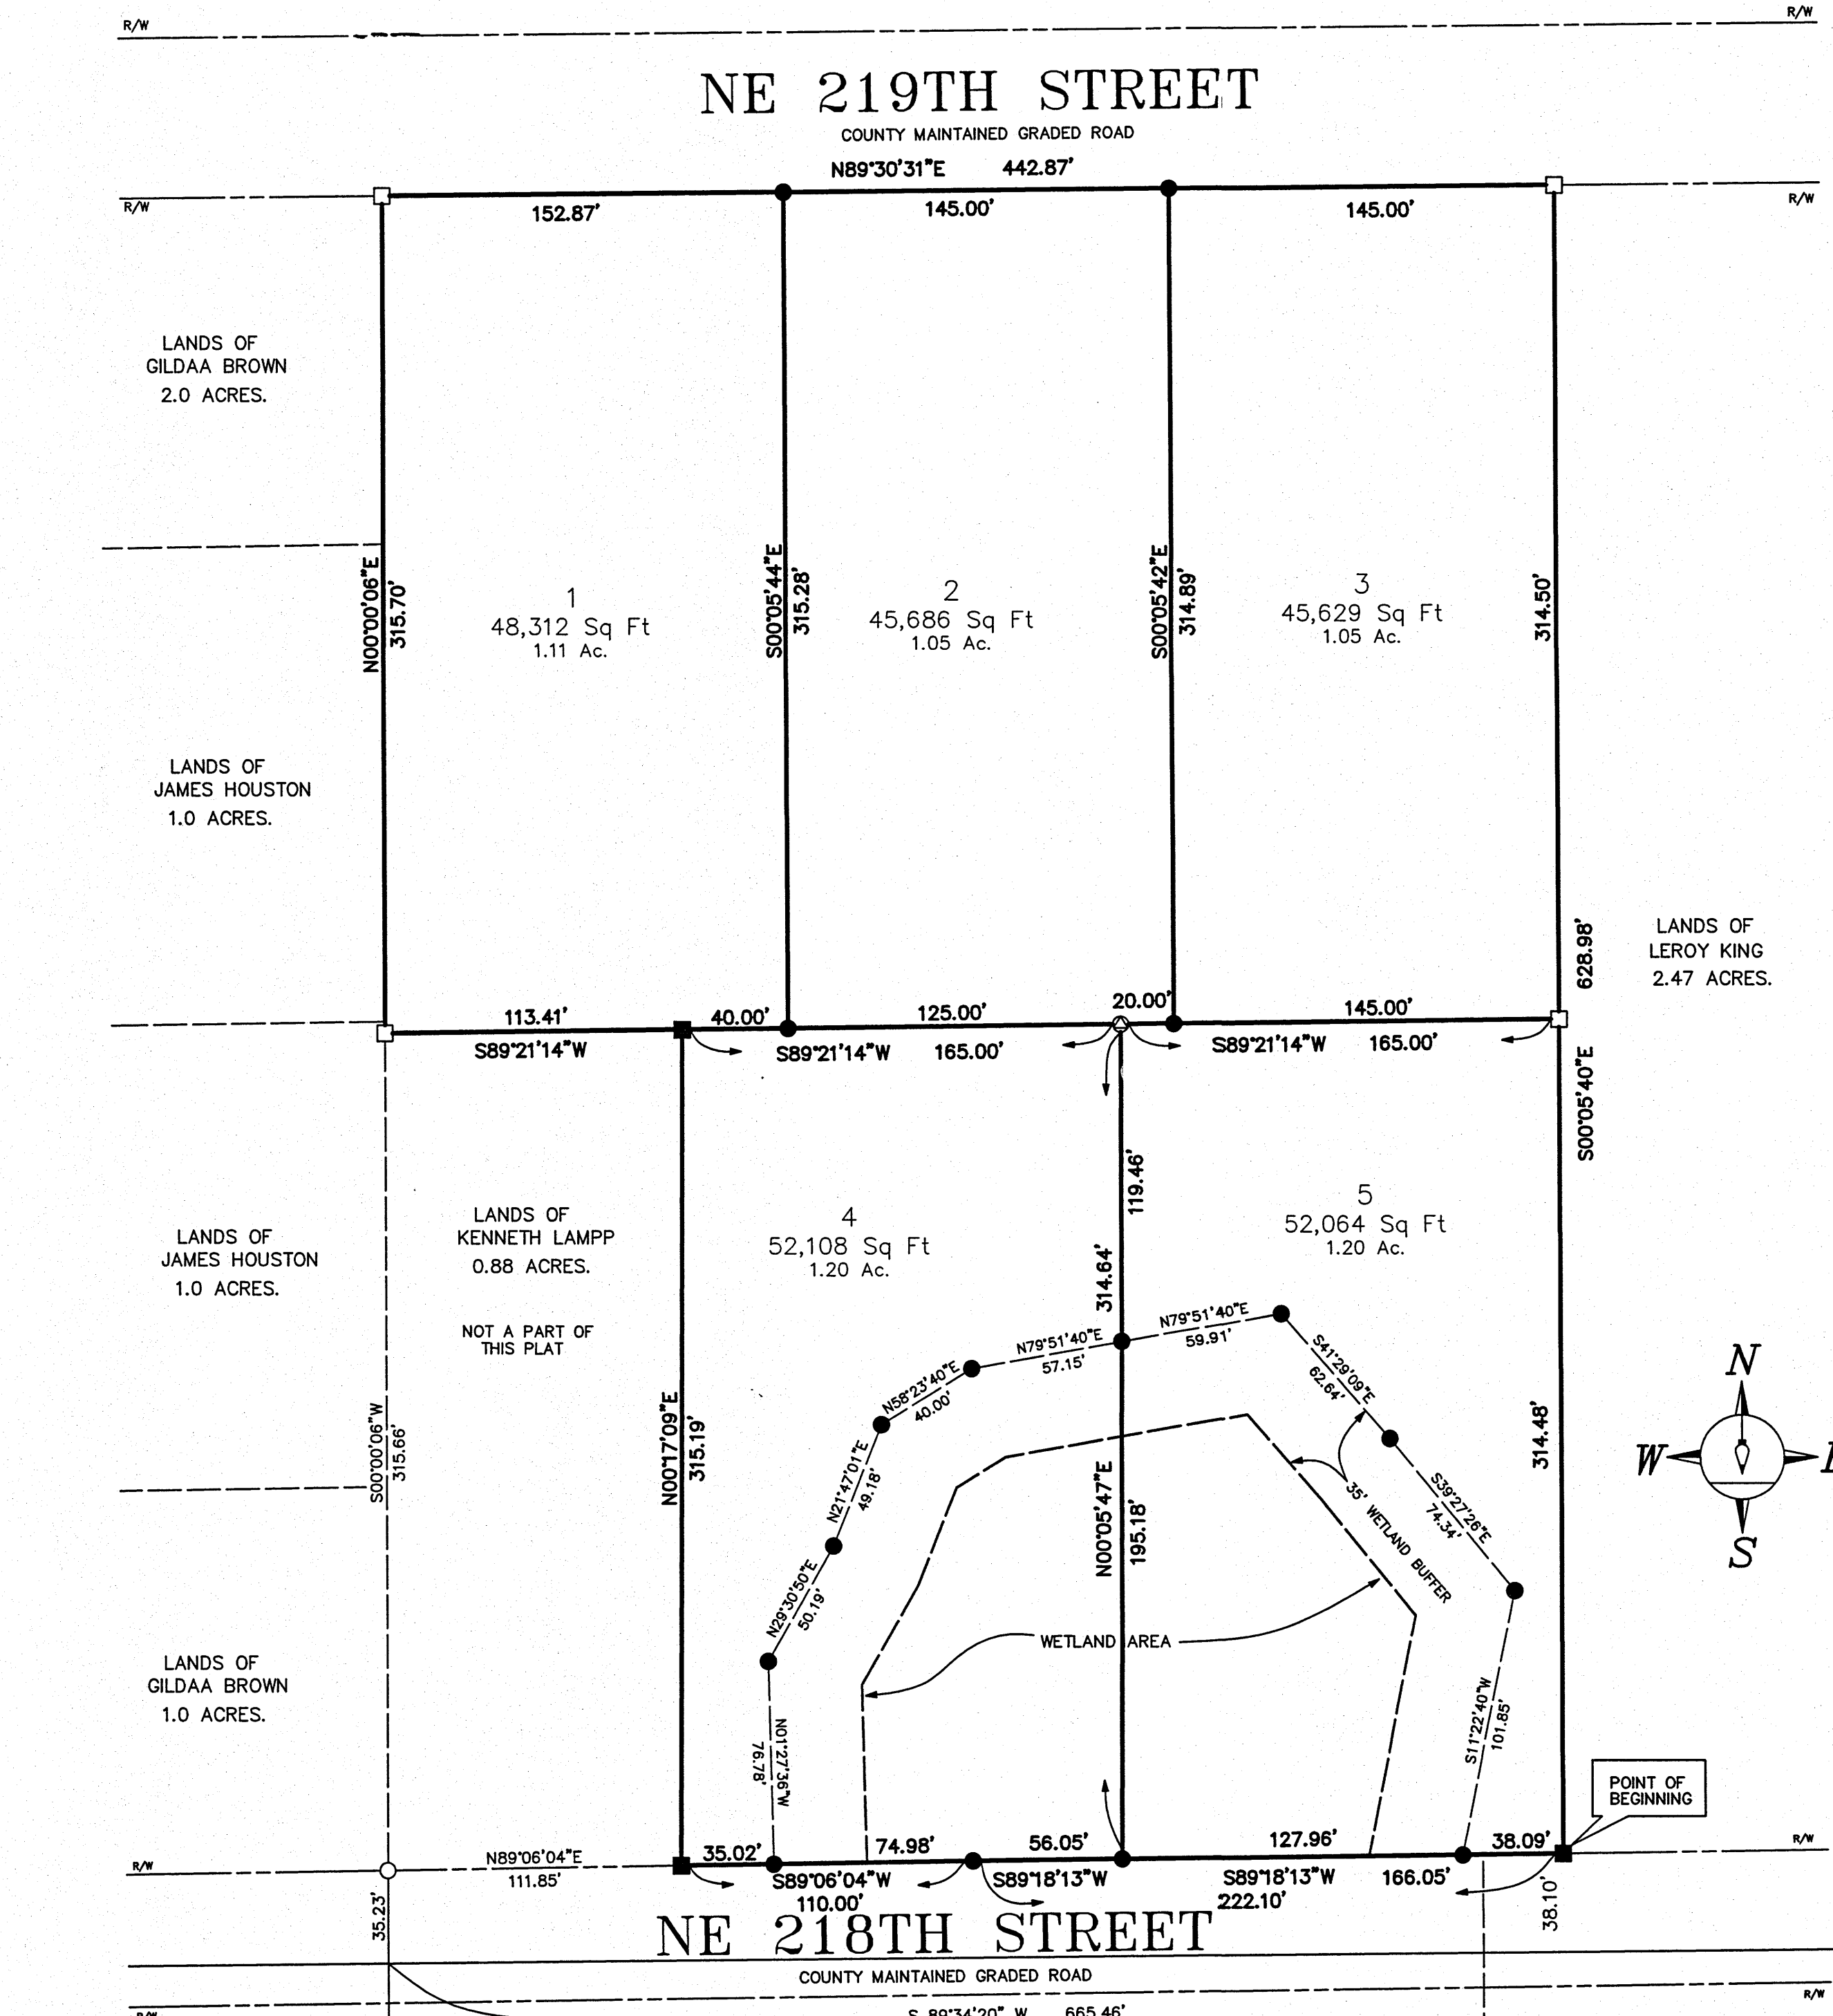 R/W
R/W
NE 219TH STREET
COUNTY MAINTAINED GRADED ROAD
N89°30'31"E 442.87'
R/W
R/W
152.87'
145.00'
145.00'
LANDS OF
GILDAA BROWN
2.0 ACRES.
N00°00'06"E
315.70'
1
48,312 Sq Ft
1.11 Ac.
S00°05'44"E
315.28'
2
45,686 Sq Ft
1.05 Ac.
S00°05'42"E
314.89'
3
45,629 Sq Ft
1.05 Ac.
314.50'
LANDS OF
JAMES HOUSTON
1.0 ACRES.
628.98'
S00°05'40"E
LANDS OF
LEROY KING
2.47 ACRES.
113.41'
40.00'
125.00'
20.00'
145.00'
S89°21'14"W
S89°21'14"W 165.00'
S89°21'14"W 165.00'
LANDS OF
JAMES HOUSTON
1.0 ACRES.
LANDS OF
KENNETH LAMPP
0.88 ACRES.
NOT A PART OF
THIS PLAT
4
52,108 Sq Ft
1.20 Ac.
119.46'
314.64'
5
52,064 Sq Ft
1.20 Ac.
S00°00'06"W
315.66'
N00°17'09"E
315.19'
N79°51'40"E
57.15'
N79°51'40"E
59.91'
N58°23'40"E
40.00'
S41°29'09"E
62.64'
N21°47'01"E
49.18'
S39°27'26"E
74.34'
35' WETLAND BUFFER
314.48'
N00°05'47"E
195.18'
N
W
S
N29°30'50"E
50.19'
WETLAND AREA
LANDS OF
GILDAA BROWN
1.0 ACRES.
N01°27'36"W
76.78'
S11°22'40"W
101.85'
POINT OF
BEGINNING
R/W
N89°06'04"E
111.85'
35.02'
74.98'
56.05'
127.96'
38.09'
R/W
S89°06'04"W
110.00'
S89°18'13"W
S89°18'13"W 166.05'
222.10'
35.23'
38.10'
NE 218TH STREET
COUNTY MAINTAINED GRADED ROAD
R/W
R/W
S 89°34'20" W 665.46'